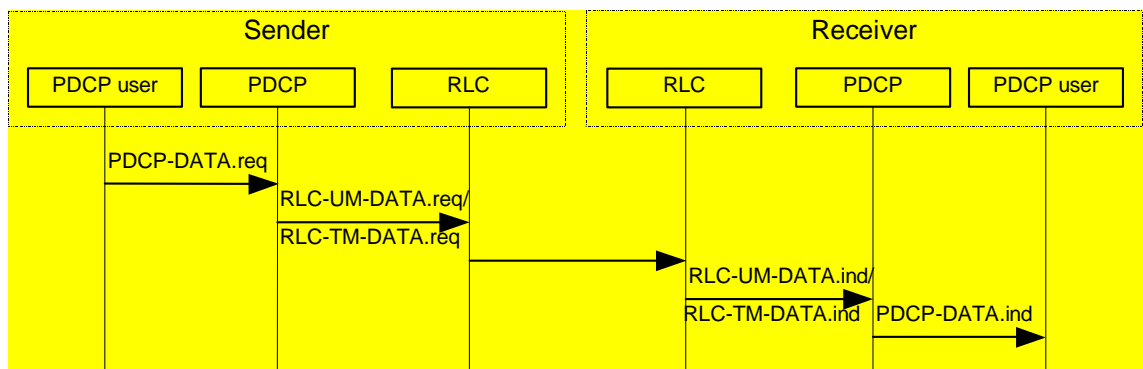 Sender
Receiver
PDCP user
PDCP
RLC
RLC
PDCP
PDCP user
PDCP-DATA.req
RLC-UM-DATA.req/
RLC-TM-DATA.req
RLC-UM-DATA.ind/
RLC-TM-DATA.ind
PDCP-DATA.ind